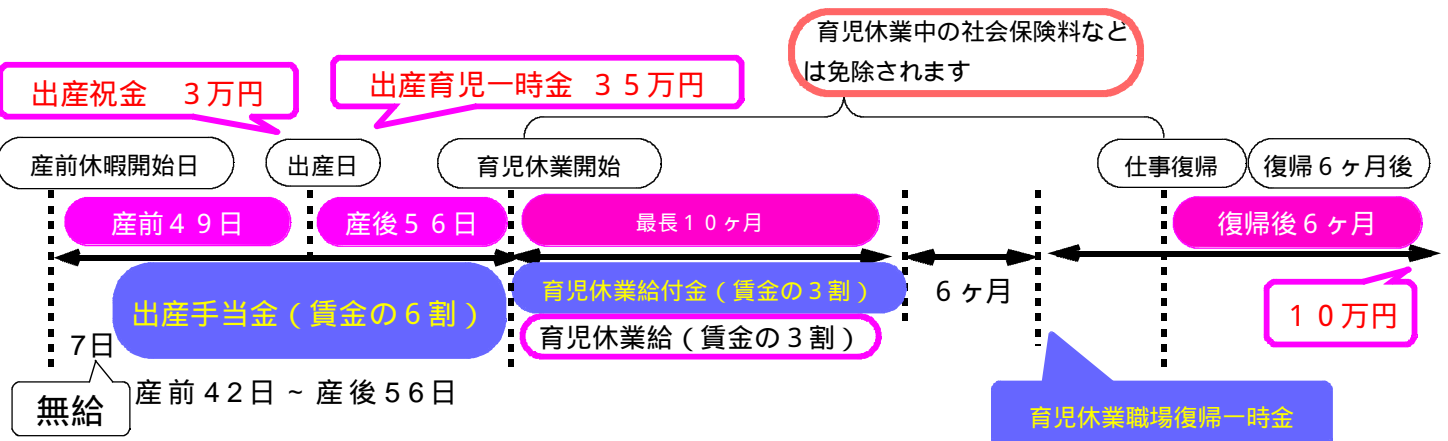 育児休業中の社会保険料など
は免除されます
出産祝金　３万円
出産育児一時金　３５万円
産前休暇開始日
出産日
育児休業開始
仕事復帰
復帰６ヶ月後
産前４９日
産後５６日
最長１０ヶ月
復帰後６ヶ月
出産手当金（賃金の６割）
育児休業給付金（賃金の３割）
育児休業給（賃金の３割）
６ヶ月
１０万円
7日
無給
産前42日～産後56日
育児休業職場復帰一時金